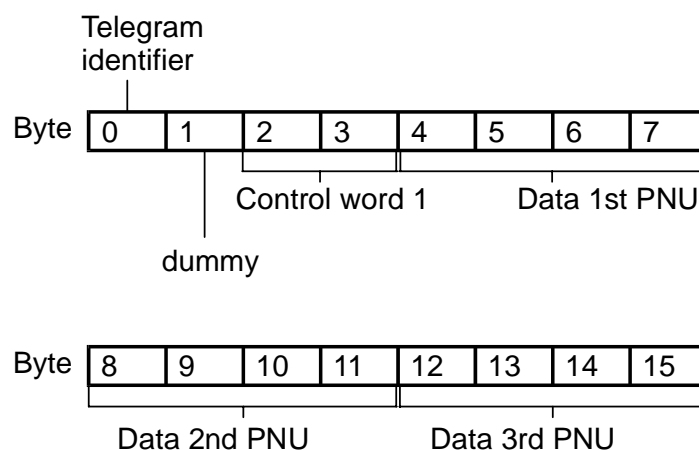 Telegram
identifier
Byte 0 1 2 3 4 5 6 7
Control word 1 Data 1st PNU
dummy
Byte 8 9 10 11 12 13 14 15
Data 2nd PNU Data 3rd PNU